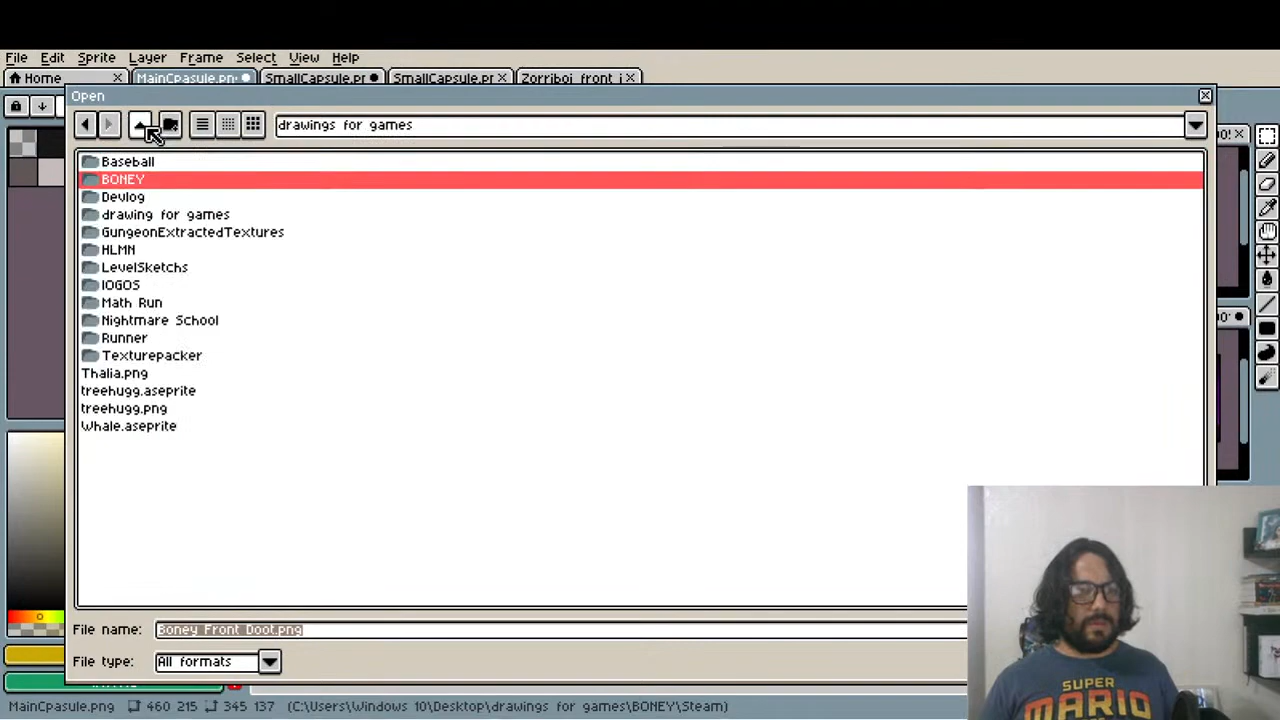 File Edit Sprite Layer Frame Select View Help
Home MainCpasule.pn SmallCapsule.pr SmallCapsule.pr Zorriboi front i
Open
drawings for games
Baseball
BONEY
Devlog
drawing for games
GungeonExtractedTextures
HLMN
LevelSketchs
lOGOS
Math Run
Nightmare School
Runner
Texturepacker
Thalia.png
treehugg.aseprite
treehugg.png
Whale.aseprite
File name: Boney Front Doot.png
File type: All formats
MainCpasule.png 460 215 345 137 (C:\Users\Windows 10\Desktop\drawings for games\BONEY\Steam)
SUPER
MARIO